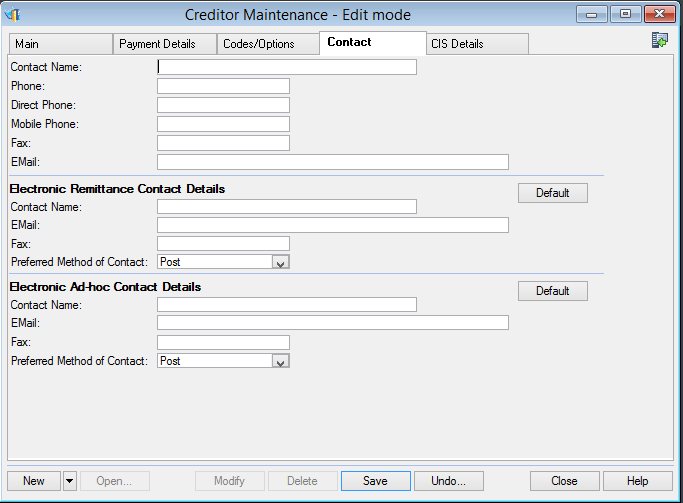 Creditor Maintenance - Edit mode
Main Payment Details Codes/Options Contact CIS Details
Contact Name:
Phone:
Direct Phone:
Mobile Phone:
Fax:
EMail:
Electronic Remittance Contact Details Default
Contact Name:
EMail:
Fax:
Preferred Method of Contact: Post
Electronic Ad-hoc Contact Details Default
Contact Name:
EMail:
Fax:
Preferred Method of Contact: Post
New Open... Modify Delete Save Undo... Close Help